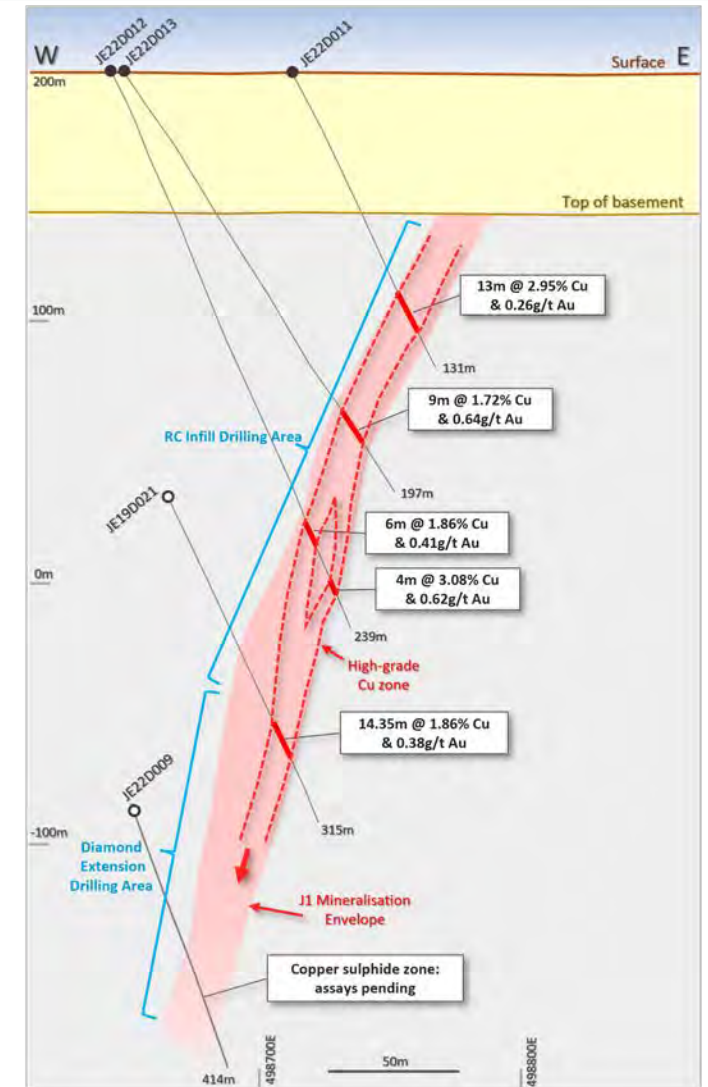 JE22D012
JE22D013
JE22D011
W
E
Surface
200m
Top of basement
13m @ 2.95% Cu
& 0.26g/t Au
100m
131m
9m @ 1.72% Cu
& 0.64g/t Au
RC Infill Drilling Area
197m
JE19D021
6m @ 1.86% Cu
& 0.41g/t Au
0m
4m @ 3.08% Cu
& 0.62g/t Au
239m
High-grade
Cu zone
14.35m @ 1.86% Cu
& 0.38g/t Au
JE22D009
315m
-100m
Diamond
Extension
Drilling Area
J1 Mineralisation
Envelope
Copper sulphide zone:
assays pending
414m
498700E
50m
498800E